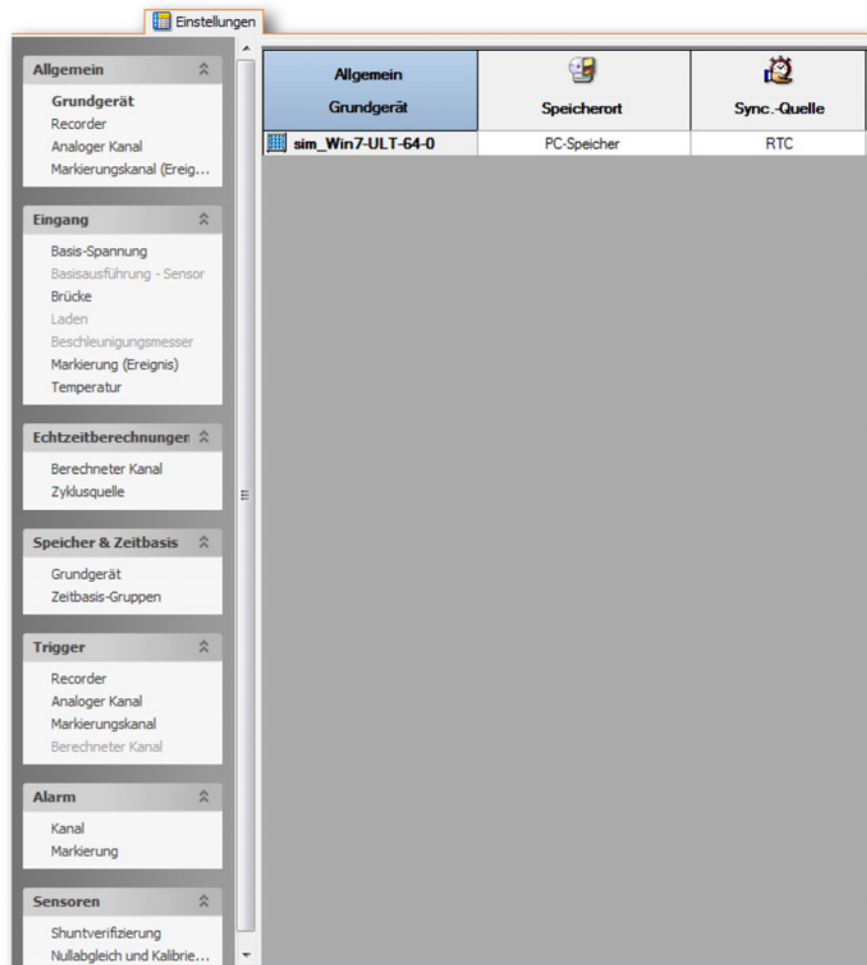 Einstellungen
Allgemein
Grundgerät
Recorder
Analoger Kanal
Markierungskanal (Ereig...
Eingang
Basis-Spannung
Basisausführung - Sensor
Brücke
Laden
Beschleunigungsmesser
Markierung (Ereignis)
Temperatur
Echtzeitberechnungen
Berechneter Kanal
Zyklusquelle
Speicher & Zeitbasis
Grundgerät
Zeitbasis-Gruppen
Trigger
Recorder
Analoger Kanal
Markierungskanal
Berechneter Kanal
Alarm
Kanal
Markierung
Sensoren
Shuntverifizierung
Nullabgleich und Kalibrie...
Allgemein
Grundgerät
Speicherort
Sync.-Quelle
sim_Win7-ULT-64-0
PC-Speicher
RTC